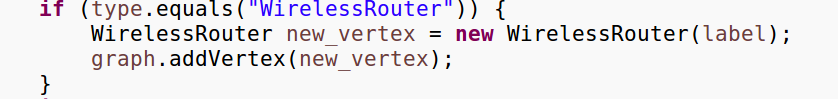 if (type.equals("WirelessRouter")) {
WirelessRouter new_vertex = new WirelessRouter(label);
graph.addVertex(new_vertex);
}